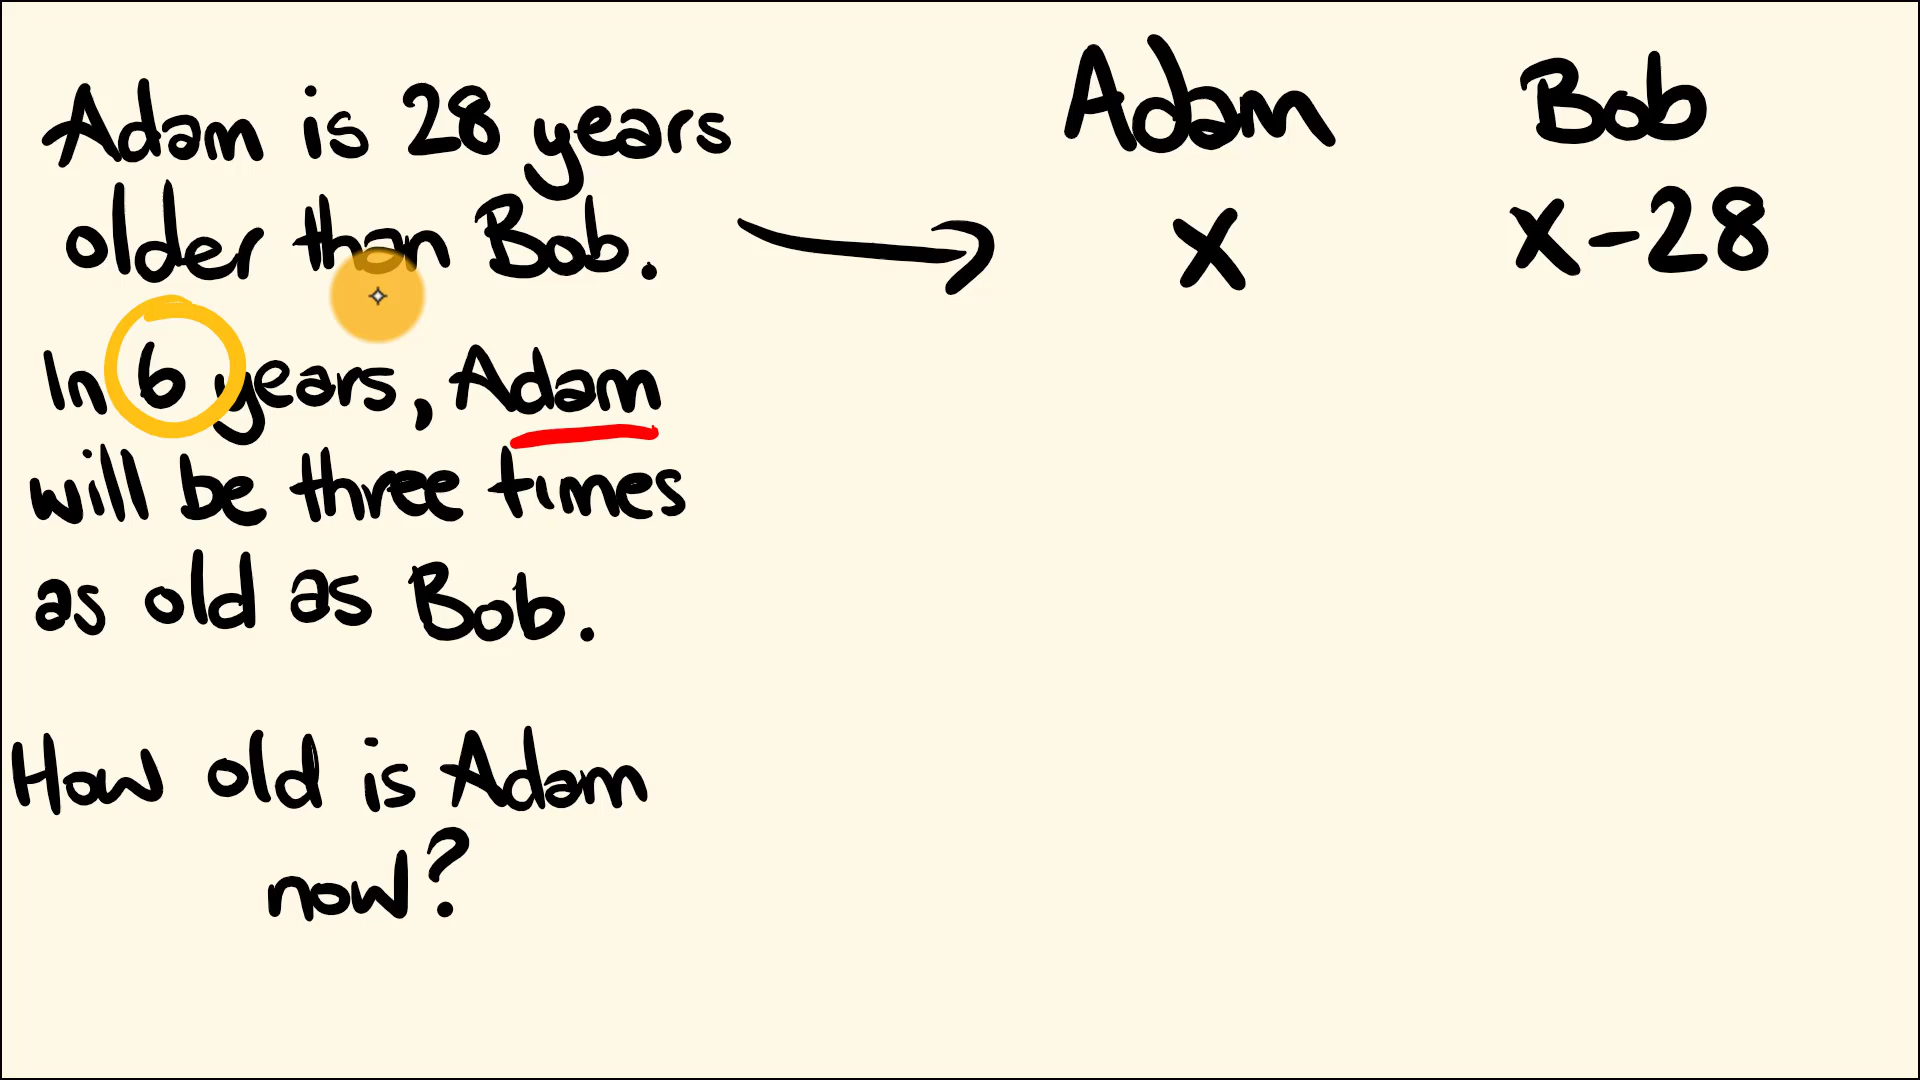 Adam is 28 years
older than Bob.
In 6 years, Adam
will be three times
as old as Bob.
How old is Adam
now?
Adam Bob
x x-28